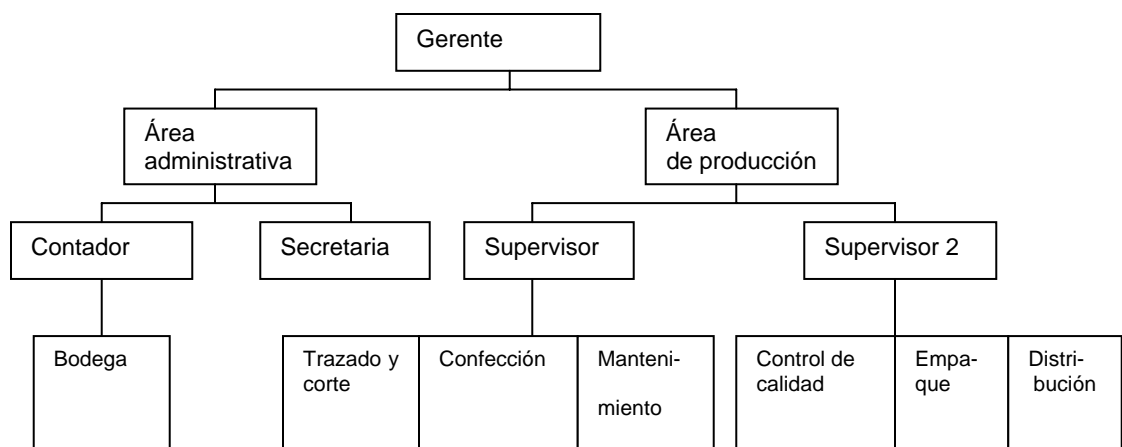 Gerente
Área
administrativa
Área
de producción
Contador
Secretaria
Supervisor
Supervisor 2
Bodega
Trazado y
corte
Confección
Manteni-
miento
Control de
calidad
Empa-
que
Distri-
bución